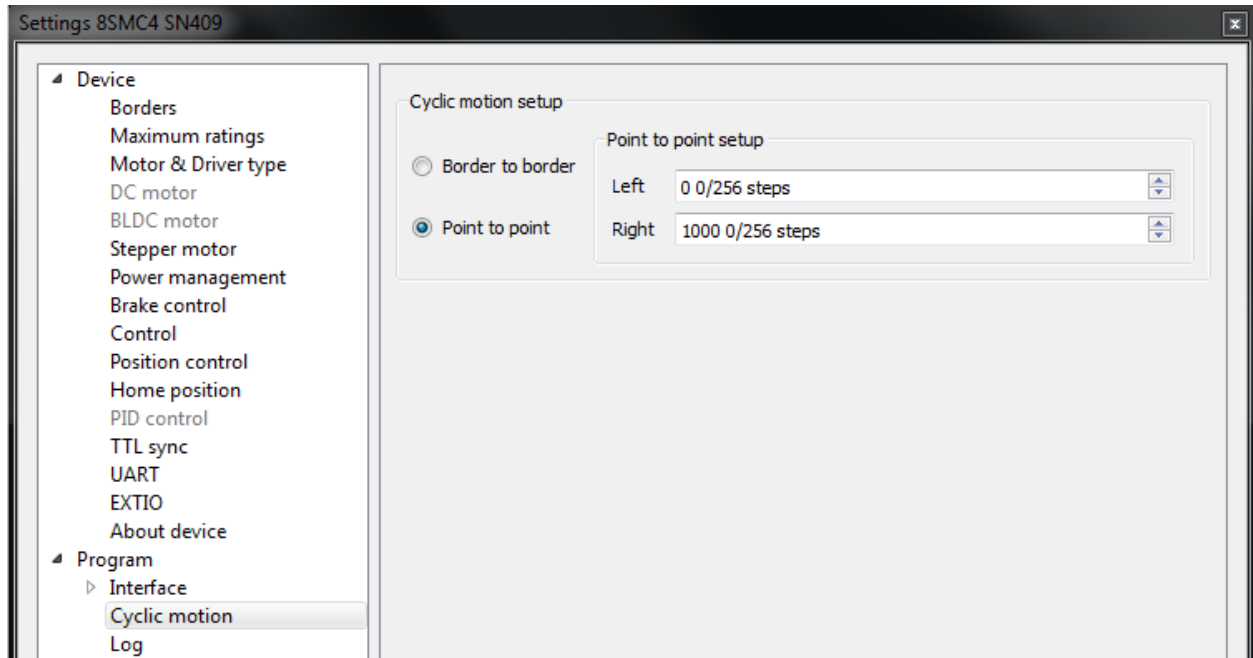 Settings 8SMC4 SN409
Device
Borders
Maximum ratings
Motor & Driver type
DC motor
BLDC motor
Stepper motor
Power management
Brake control
Control
Position control
Home position
PID control
TTL sync
UART
EXTIO
About device
Program
Interface
Cyclic motion
Log
Cyclic motion setup
Border to border
Point to point
Point to point setup
Left 0 0/256 steps
Right 1000 0/256 steps